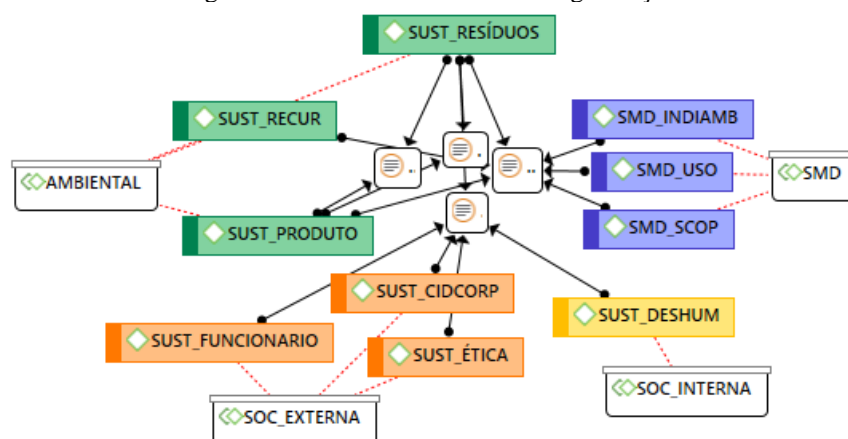 SUST_RESÍDUOS
SUST_RECUR
SMD_INDIAMB
AMBIENTAL
SMD_USO
SMD
SUST_PRODUTO
SMD_SCOP
SUST_CIDCORP
SUST_DESHUM
SUST_FUNCIONARIO
SUST_ÉTICA
SOC_INTERNA
SOC_EXTERNA